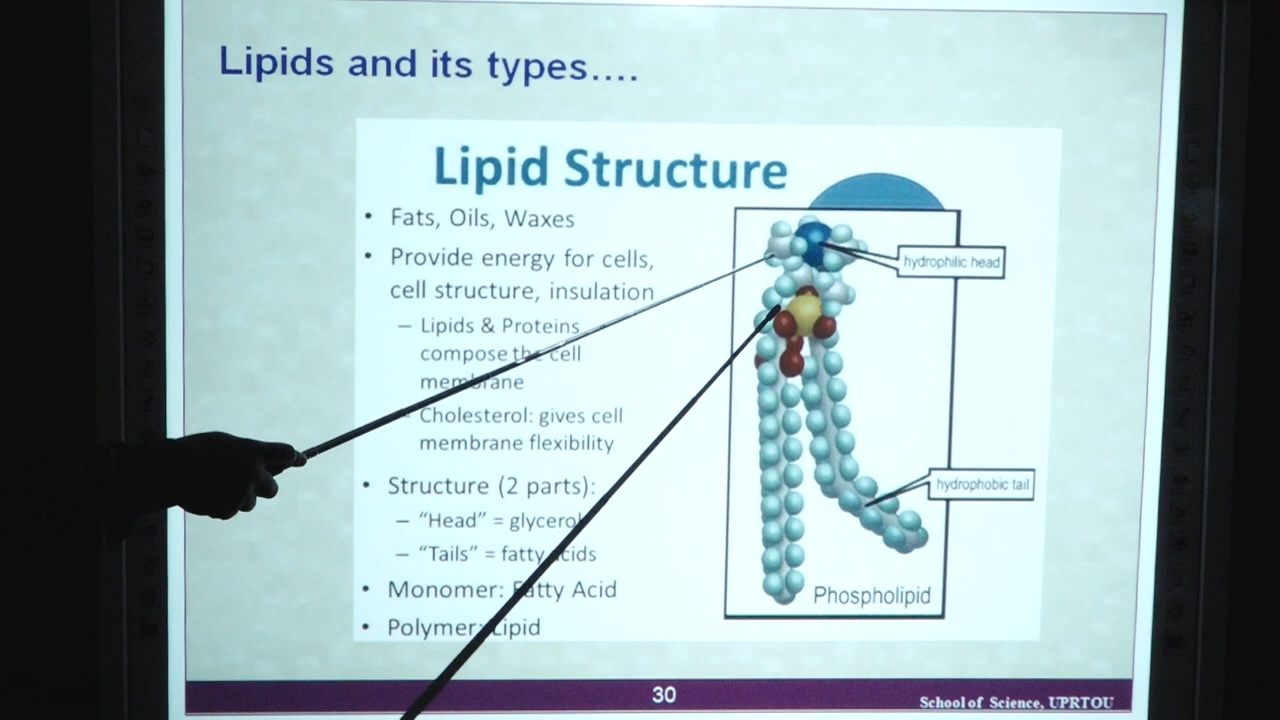 Lipids and its types....
Lipid Structure
• Fats, Oils, Waxes
• Provide energy for cells,
cell structure, insulation
– Lipids & Proteins
compose the cell
membrane
– Cholesterol: gives cell
membrane flexibility
• Structure (2 parts):
– “Head” = glycerol
– “Tails” = fatty acids
• Monomer: Fatty Acid
• Polymer: Lipid
hydrophilic head
hydrophobic tail
Phospholipid
30
School of Science, UPRTOU